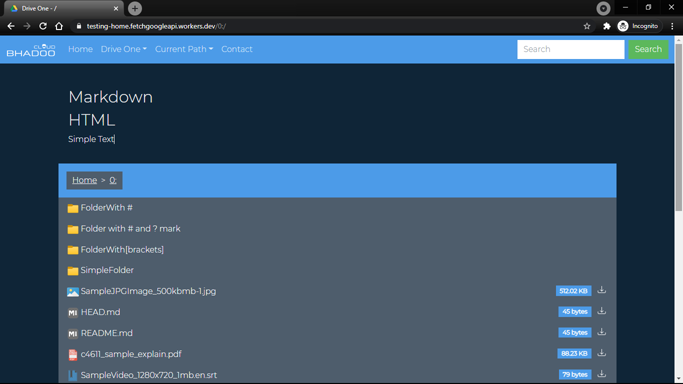 Drive One - /
testing-home.fetchgoogleapi.workers.dev/0:/
Incognito
CLOUD
BHADOO
Home
Drive One
Current Path
Contact
Search
Search
Markdown
HTML
Simple Text
Home > 0:
FolderWith #
Folder with # and ? mark
FolderWith[brackets]
SimpleFolder
SampleJPGImage_500kbmb-1.jpg 512.02 KB
HEAD.md 45 bytes
README.md 45 bytes
c4611_sample_explain.pdf 88.23 KB
SampleVideo_1280x720_1mb.en.srt 79 bytes